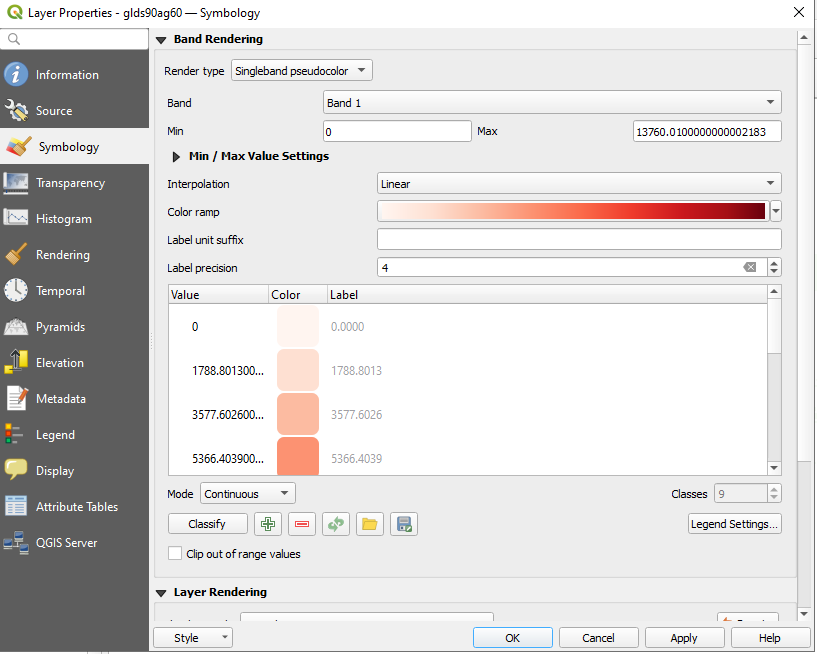 Layer Properties - glds90ag60 — Symbology
Information
Source
Symbology
Transparency
Histogram
Rendering
Temporal
Pyramids
Elevation
Metadata
Legend
Display
Attribute Tables
QGIS Server
Band Rendering
Render type Singleband pseudocolor
Band Band 1
Min 0 Max 13760.0100000000002183
Min / Max Value Settings
Interpolation Linear
Color ramp
Label unit suffix
Label precision 4
Value Color Label
0 0.0000
1788.801300... 1788.8013
3577.602600... 3577.6026
5366.403900... 5366.4039
Mode Continuous Classes 9
Classify Legend Settings...
Clip out of range values
Layer Rendering
Style OK Cancel Apply Help